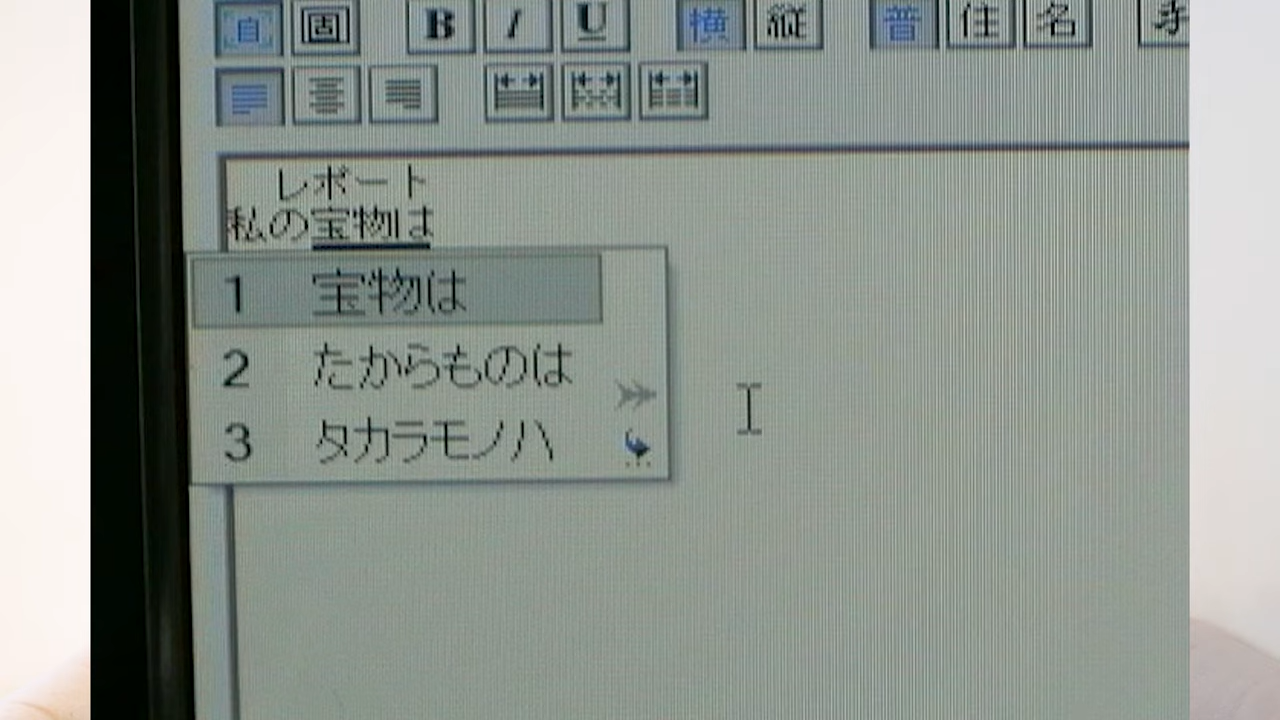 直 固 B I U 横 縦 普 住 名
レポート
私の宝物は
1 宝物は
2 たからものは
3 タカラモノハ